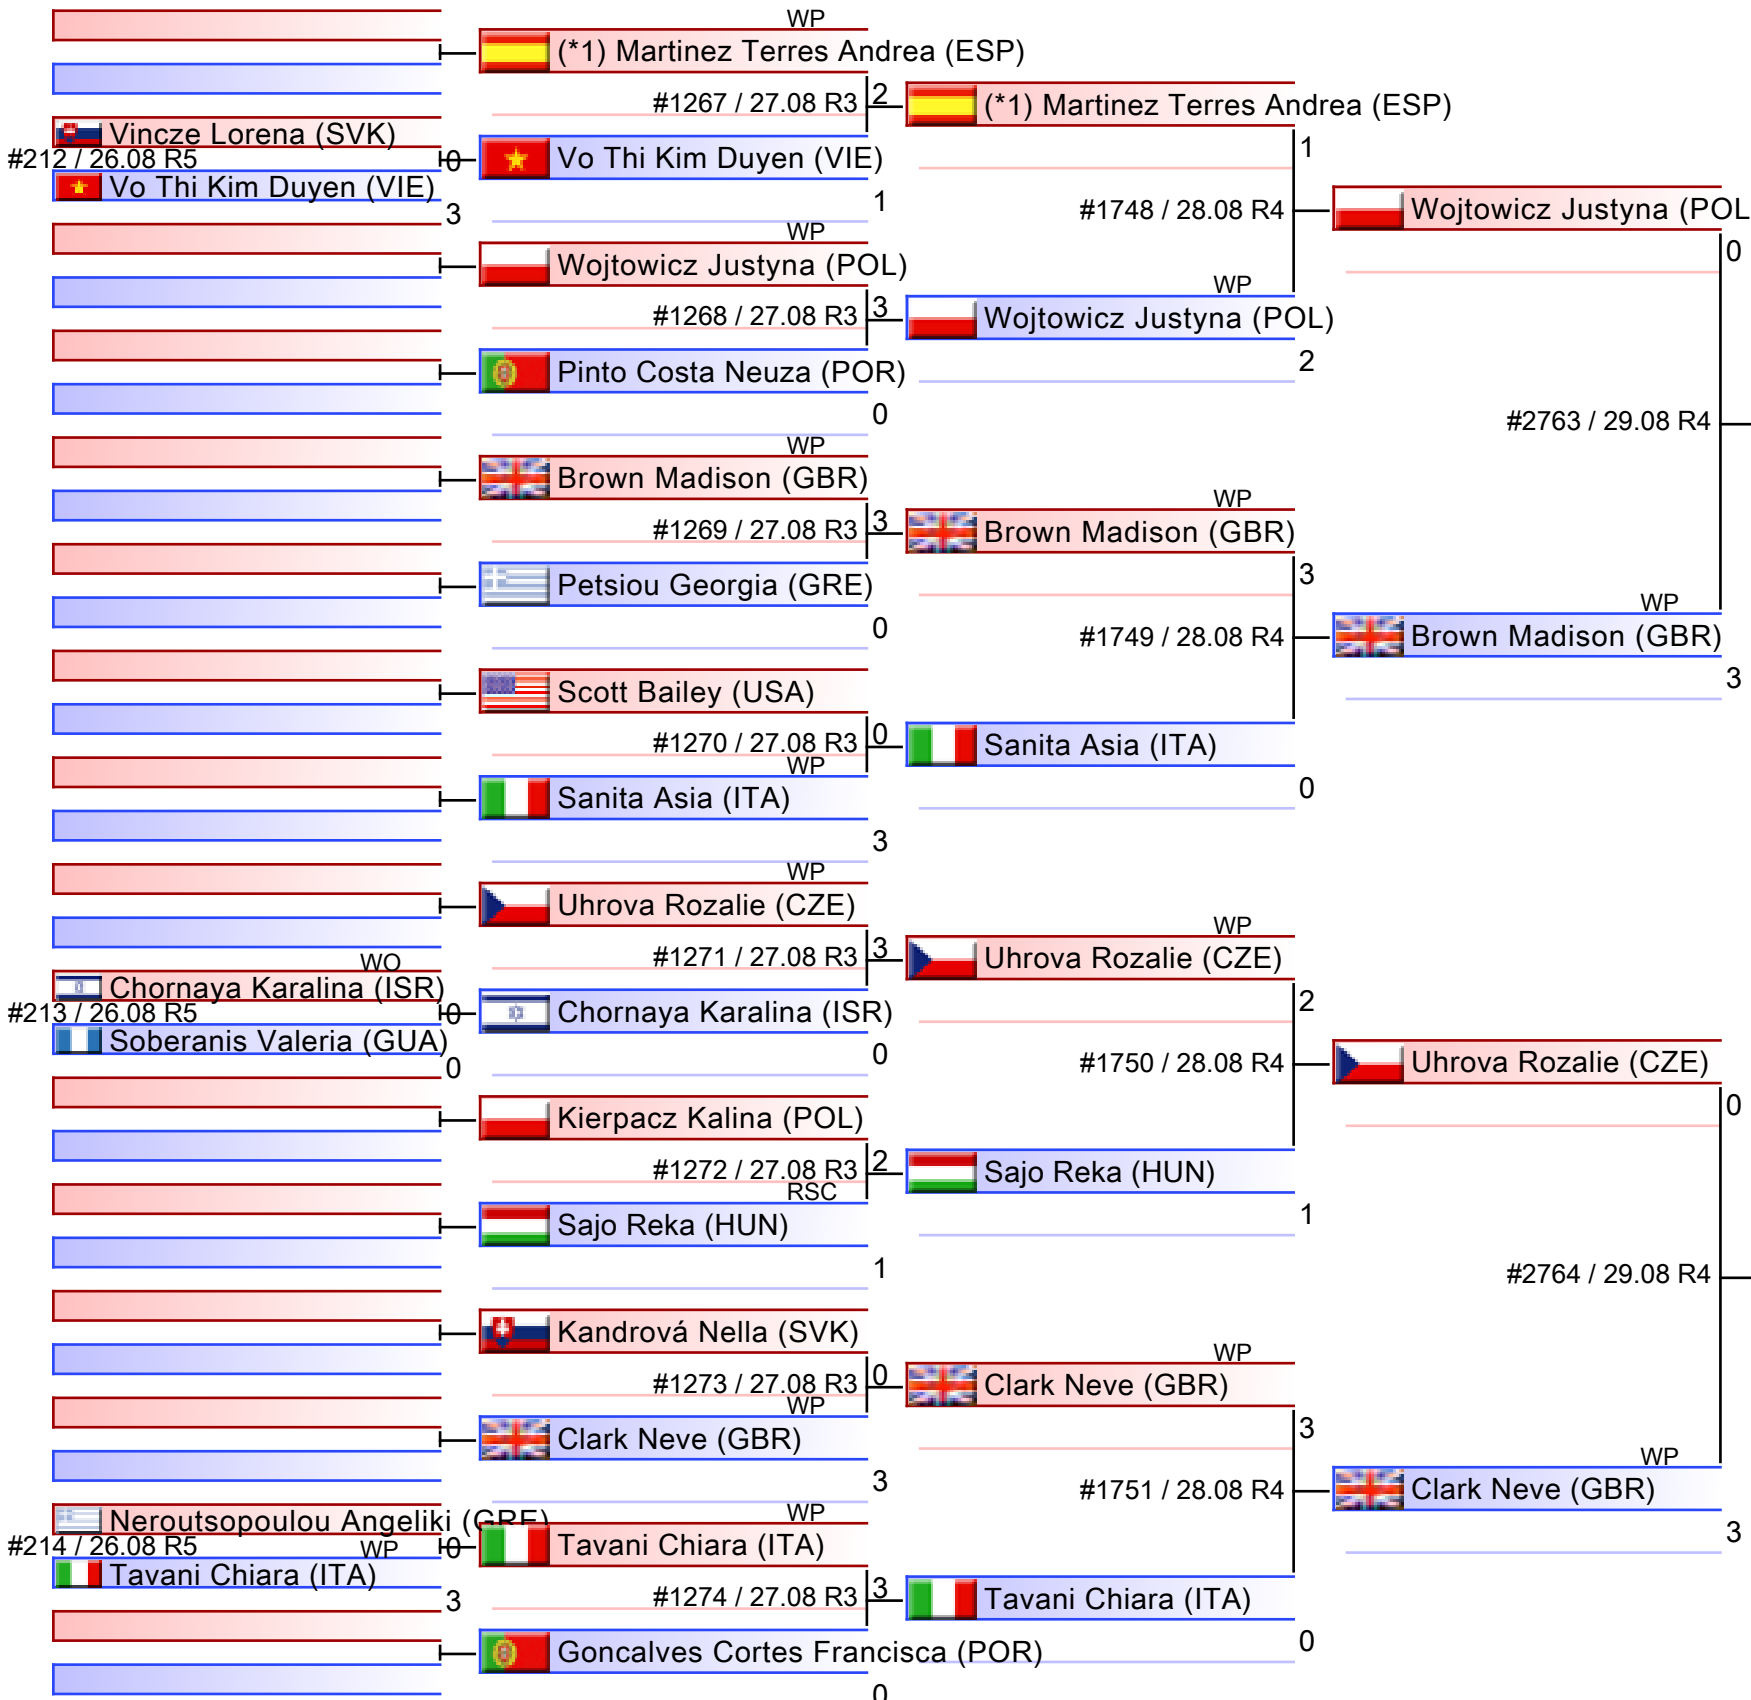 WP
(*1) Martinez Terres Andrea (ESP)
#1267 / 27.08 R3
2
(*1) Martinez Terres Andrea (ESP)
Vincze Lorena (SVK)
#212 / 26.08 R5
0
Vo Thi Kim Duyen (VIE)
1
Vo Thi Kim Duyen (VIE)
3
1
#1748 / 28.08 R4
Wojtowicz Justyna (POL
0
WP
Wojtowicz Justyna (POL)
WP
#1268 / 27.08 R3
3
Wojtowicz Justyna (POL)
2
Pinto Costa Neuza (POR)
0
#2763 / 29.08 R4
WP
Brown Madison (GBR)
WP
#1269 / 27.08 R3
3
Brown Madison (GBR)
3
Petsiou Georgia (GRE)
0
WP
#1749 / 28.08 R4
Brown Madison (GBR)
3
Scott Bailey (USA)
#1270 / 27.08 R3
0
Sanita Asia (ITA)
WP
0
Sanita Asia (ITA)
3
WP
Uhrova Rozalie (CZE)
WP
#1271 / 27.08 R3
3
Uhrova Rozalie (CZE)
WO
Chornaya Karalina (ISR)
2
#213 / 26.08 R5
0
Chornaya Karalina (ISR)
Soberanis Valeria (GUA)
0
0
#1750 / 28.08 R4
Uhrova Rozalie (CZE)
0
Kierpacz Kalina (POL)
#1272 / 27.08 R3
2
Sajo Reka (HUN)
RSC
1
Sajo Reka (HUN)
1
#2764 / 29.08 R4
Kandrová Nella (SVK)
WP
#1273 / 27.08 R3
0
Clark Neve (GBR)
WP
3
Clark Neve (GBR)
3
WP
#1751 / 28.08 R4
Clark Neve (GBR)
3
Neroutsopoulou Angeliki (GRE)
WP
#214 / 26.08 R5
WP
0
Tavani Chiara (ITA)
Tavani Chiara (ITA)
3
#1274 / 27.08 R3
3
Tavani Chiara (ITA)
0
Goncalves Cortes Francisca (POR)
0